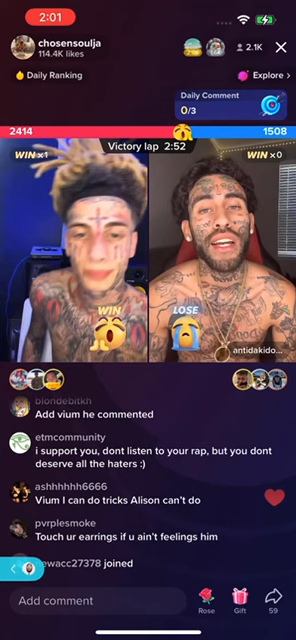 2:01
chosensoulja
114.4K likes
2.1K
Daily Ranking
Explore >
Daily Comment
0/3
2414
1508
Victory lap 2:52
WIN x1
WIN x0
WIN
LOSE
antidakido...
blondebitkh
Add vium he commented
etmcommunity
i support you, dont listen to your rap, but you dont
deserve all the haters :)
ashhhhhh6666
Vium I can do tricks Alison can't do
pvrplesmoke
Touch ur earrings if u ain't feelings him
ewacc27378 joined
Add comment
Rose
Gift
59